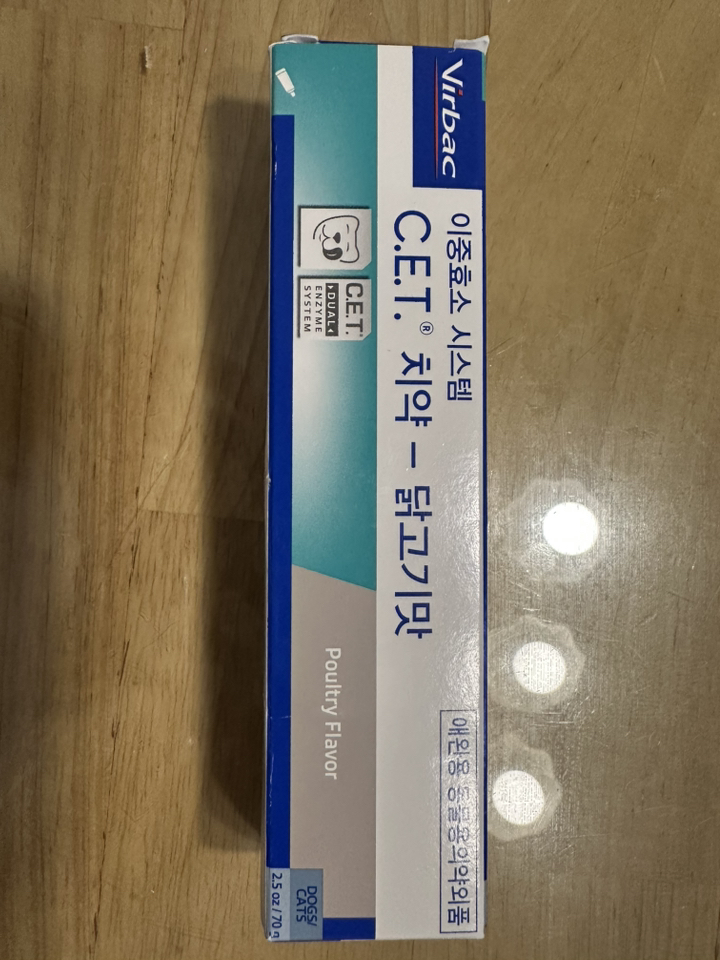 Virbac
이중효소 시스템
C.E.T.® 치약 – 닭고기맛
애완용 동물용의약외품
C.E.T.®
DUAL
ENZYME
SYSTEM
Poultry Flavor
DOGS/
CATS
2.5 oz / 70 g